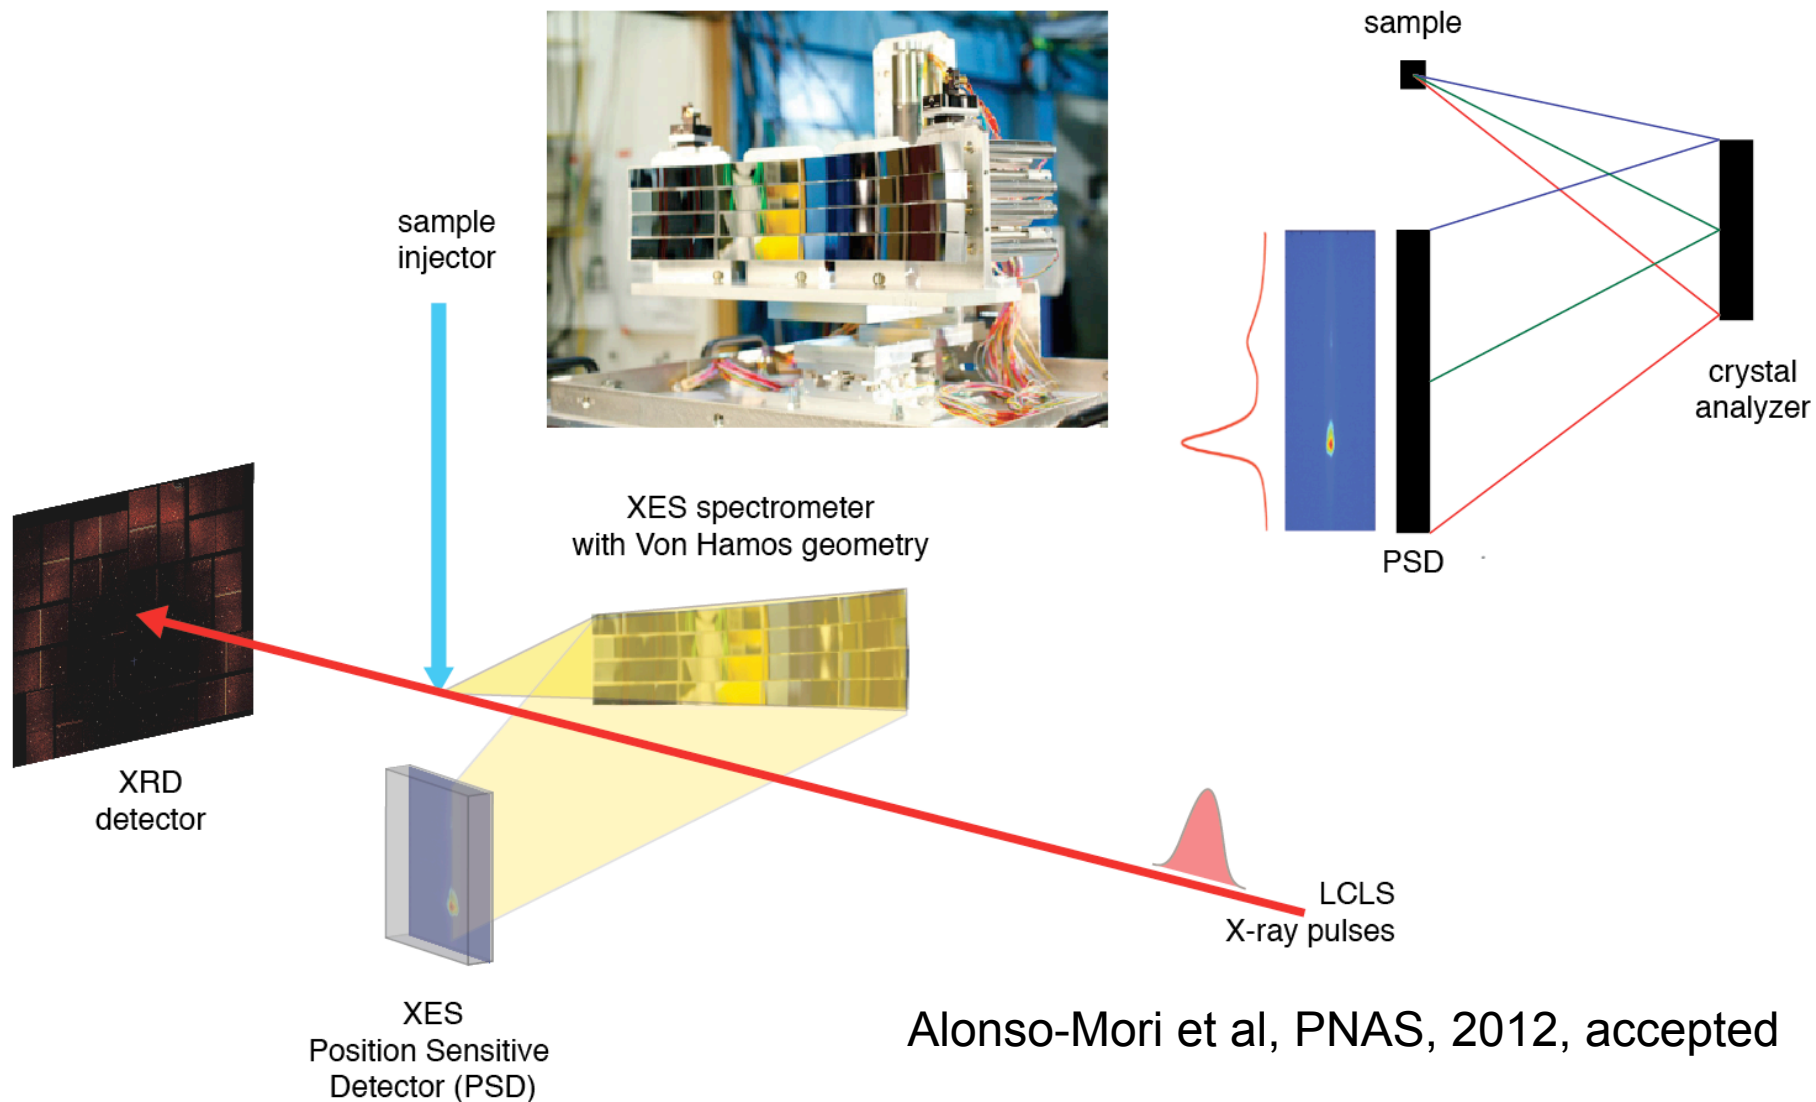 sample
sample
injector
crystal
analyzer
XES spectrometer
with Von Hamos geometry
PSD
XRD
detector
LCLS
X-ray pulses
XES
Position Sensitive
Detector (PSD)
Alonso-Mori et al, PNAS, 2012, accepted